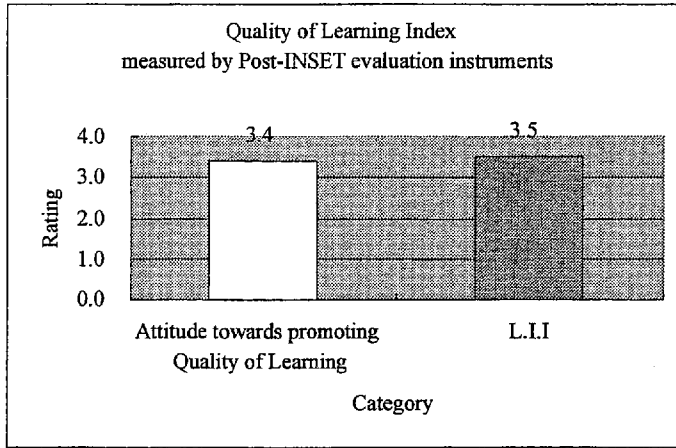 Quality of Learning Index
measured by Post-INSET evaluation instruments
3.4
3.5
4.0
3.0
2.0
1.0
0.0
Rating
Attitude towards promoting
Quality of Learning
L.I.I
Category